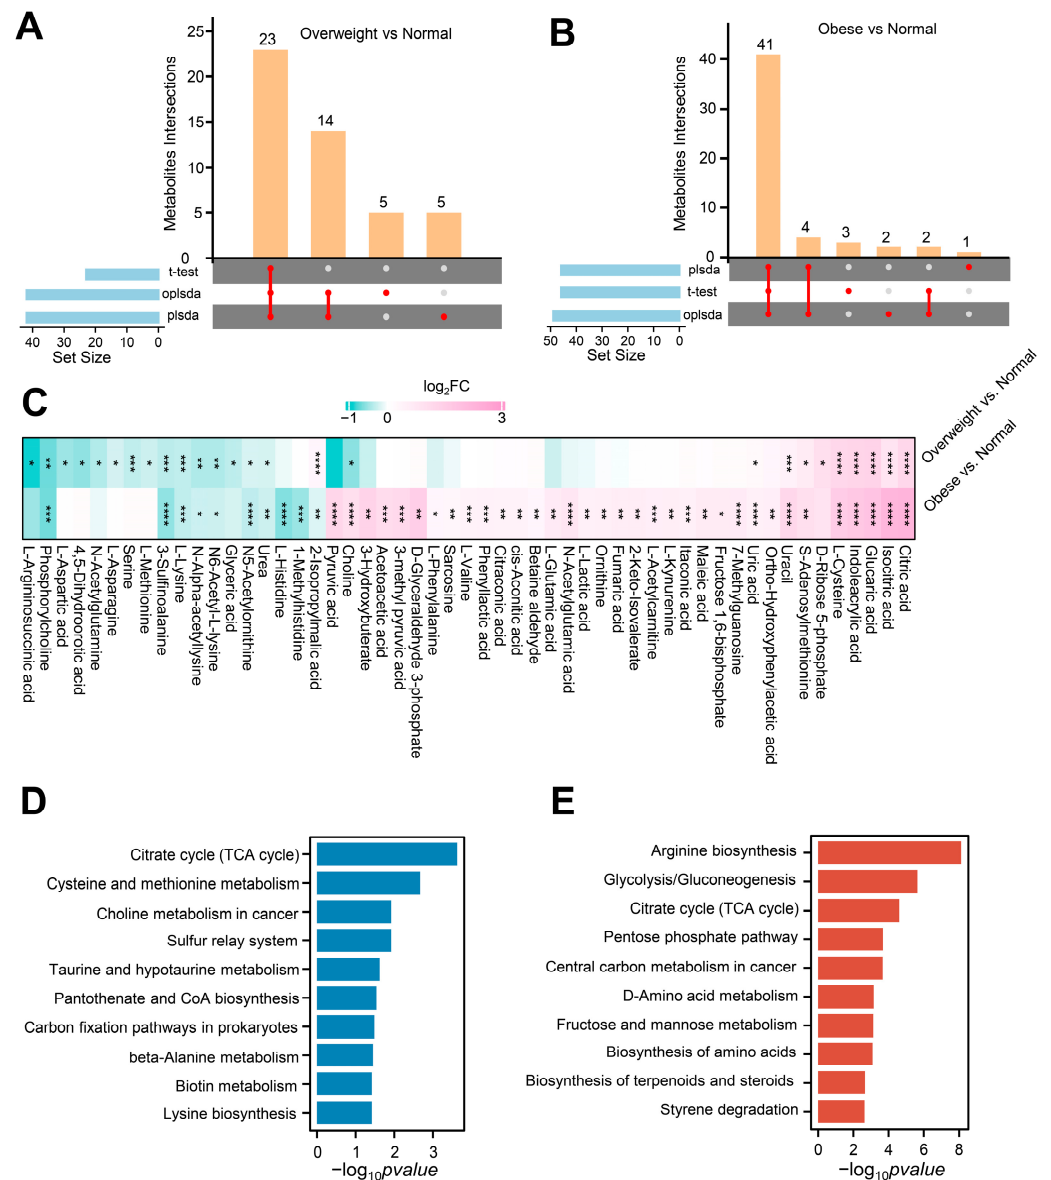 A
Overweight vs Normal
Metabolites Intersections
25
20
15
10
5
0
23
14
5
5
t-test
oplsda
plsda
40
30
20
10
0
Set Size
B
Obese vs Normal
Metabolites Intersections
40
30
20
10
0
41
4
3
2
2
1
plsda
t-test
oplsda
50
40
30
20
10
0
Set Size
C
log2FC
−1
0
3
Overweight vs. Normal
Obese vs. Normal
L-Argininosuccinic acid
Phosphorylcholine
L-Aspartic acid
4,5-Dihydroorotic acid
N-Acetylglutamine
L-Asparagine
Serine
L-Methionine
3-Sulfinoalanine
L-Lysine
N-Alpha-acetyllysine
N6-Acetyl-L-lysine
Glyceric acid
N5-Acetylornithine
Urea
L-Histidine
1-Methylhistidine
2-Isopropylmalic acid
Pyruvic acid
Choline
3-Hydroxybuterate
Acetoacetic acid
3-methyl pyruvic acid
D-Glyceraldehyde 3-phosphate
L-Phenylalanine
Sarcosine
L-Valine
Phenyllactic acid
Citraconic acid
cis-Aconitic acid
Betaine aldehyde
L-Glutamic acid
N-Acetylglutamic acid
L-Lactic acid
Ornithine
Fumaric acid
2-Keto-Isovalerate
L-Acetylcarnitine
L-Kynurenine
Itaconic acid
Maleic acid
Fructose 1,6-bisphosphate
7-Methylguanosine
Uric acid
Ortho-Hydroxyphenylacetic acid
Uracil
S-Adenosylmethionine
D-Ribose 5-phosphate
L-Cysteine
Indoleacrylic acid
Glucaric acid
Isocitric acid
Citric acid
D
Citrate cycle (TCA cycle)
Cysteine and methionine metabolism
Choline metabolism in cancer
Sulfur relay system
Taurine and hypotaurine metabolism
Pantothenate and CoA biosynthesis
Carbon fixation pathways in prokaryotes
beta-Alanine metabolism
Biotin metabolism
Lysine biosynthesis
0
1
2
3
−log10pvalue
E
Arginine biosynthesis
Glycolysis/Gluconeogenesis
Citrate cycle (TCA cycle)
Pentose phosphate pathway
Central carbon metabolism in cancer
D-Amino acid metabolism
Fructose and mannose metabolism
Biosynthesis of amino acids
Biosynthesis of terpenoids and steroids
Styrene degradation
0
2
4
6
8
−log10pvalue